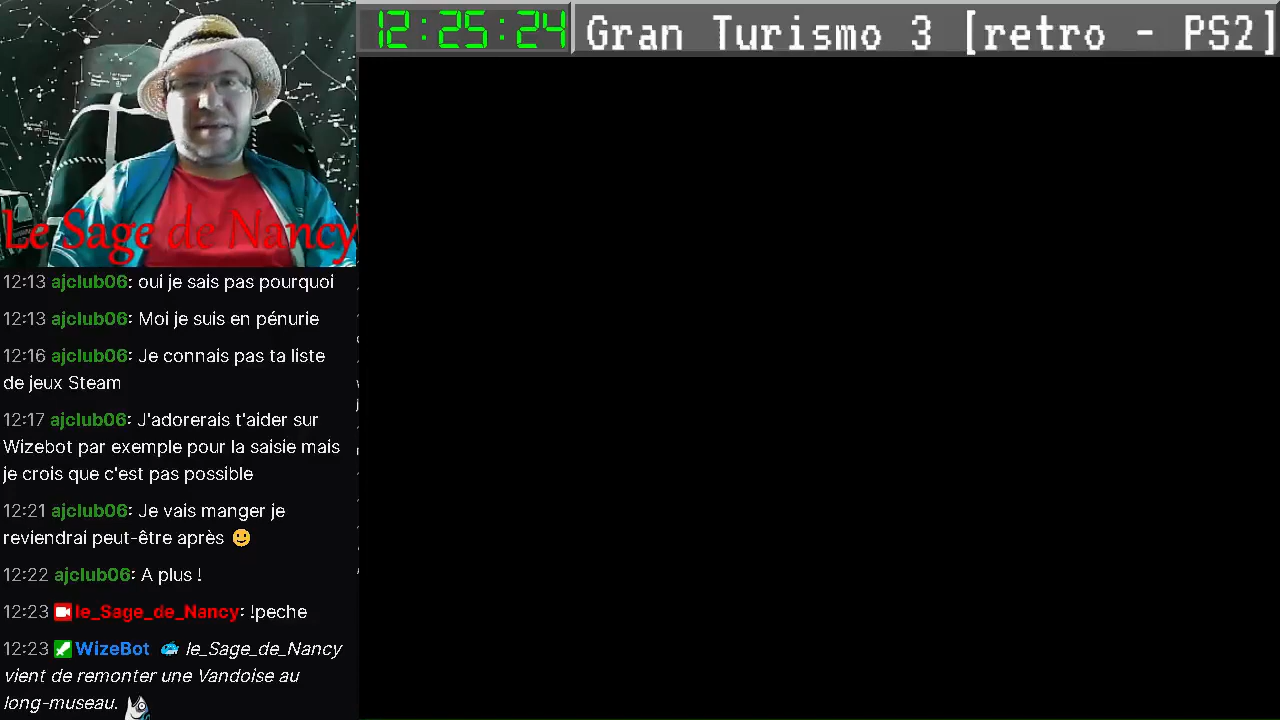 12:25:24
Gran Turismo 3 [retro - PS2]
Le Sage de Nancy
12:13 ajclub06: oui je sais pas pourquoi
12:13 ajclub06: Moi je suis en pénurie
12:16 ajclub06: Je connais pas ta liste
de jeux Steam
12:17 ajclub06: J'adorerais t'aider sur
Wizebot par exemple pour la saisie mais
je crois que c'est pas possible
12:21 ajclub06: Je vais manger je
reviendrai peut-être après 🙂
12:22 ajclub06: A plus !
12:23 le_Sage_de_Nancy: !peche
12:23 WizeBot 🐟 le_Sage_de_Nancy
vient de remonter une Vandoise au
long-museau.